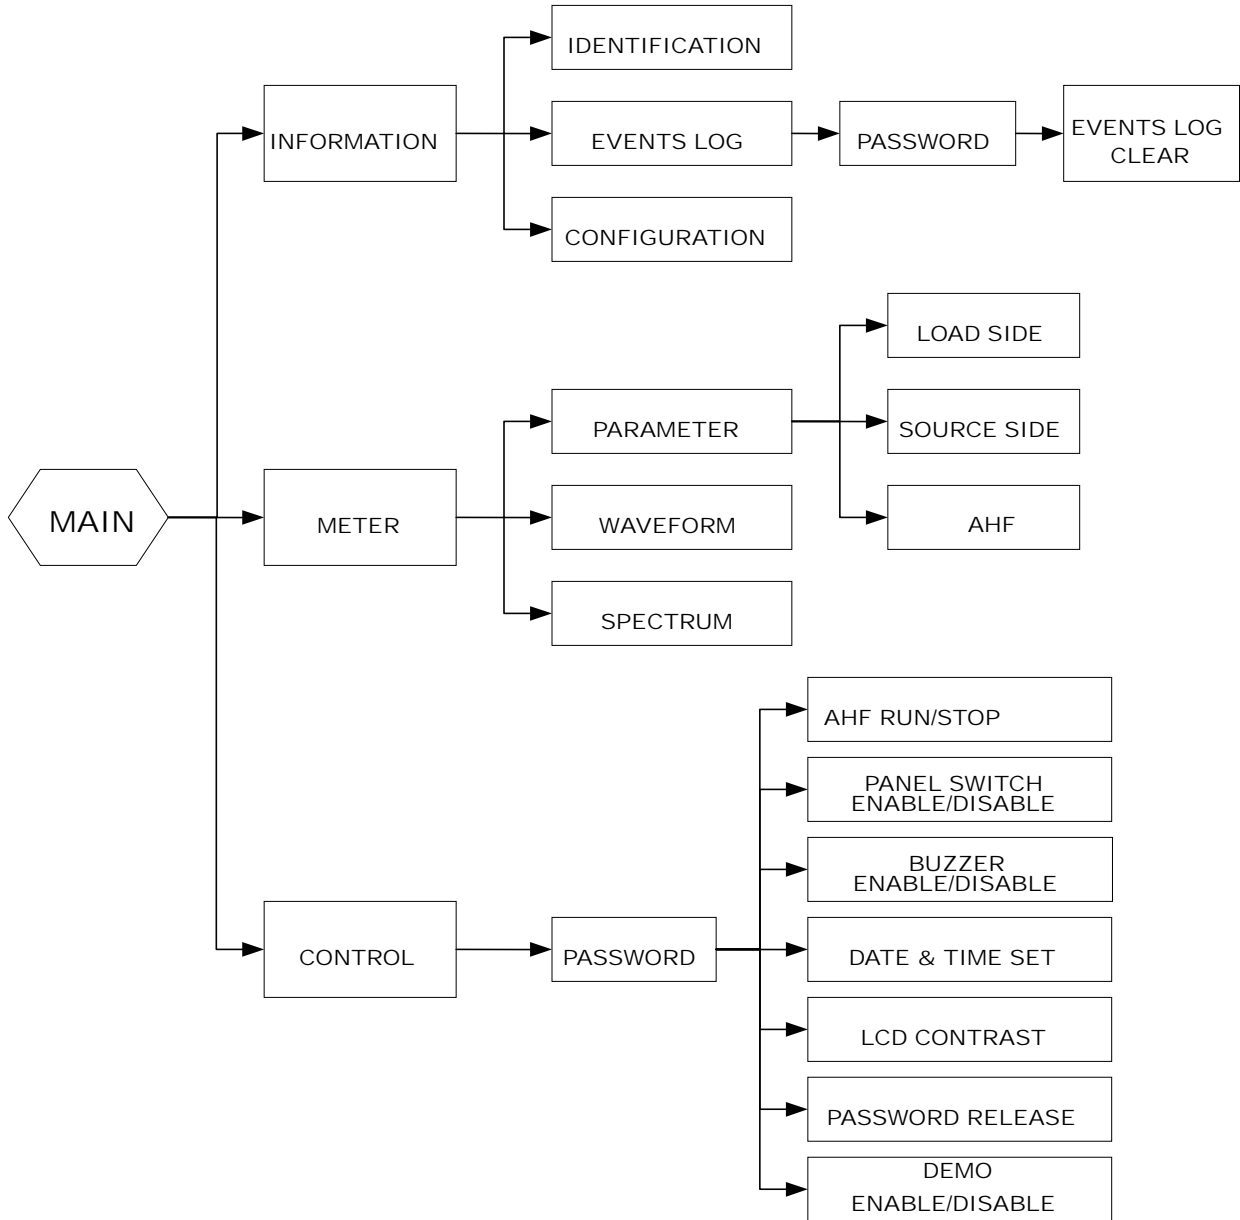 IDENTIFICATION
INFORMATION
EVENTS LOG
PASSWORD
EVENTS LOG
CLEAR
CONFIGURATION
LOAD SIDE
PARAMETER
SOURCE SIDE
MAIN
METER
WAVEFORM
AHF
SPECTRUM
AHF RUN/STOP
PANEL SWITCH
ENABLE/DISABLE
BUZZER
ENABLE/DISABLE
CONTROL
PASSWORD
DATE & TIME SET
LCD CONTRAST
PASSWORD RELEASE
DEMO
ENABLE/DISABLE